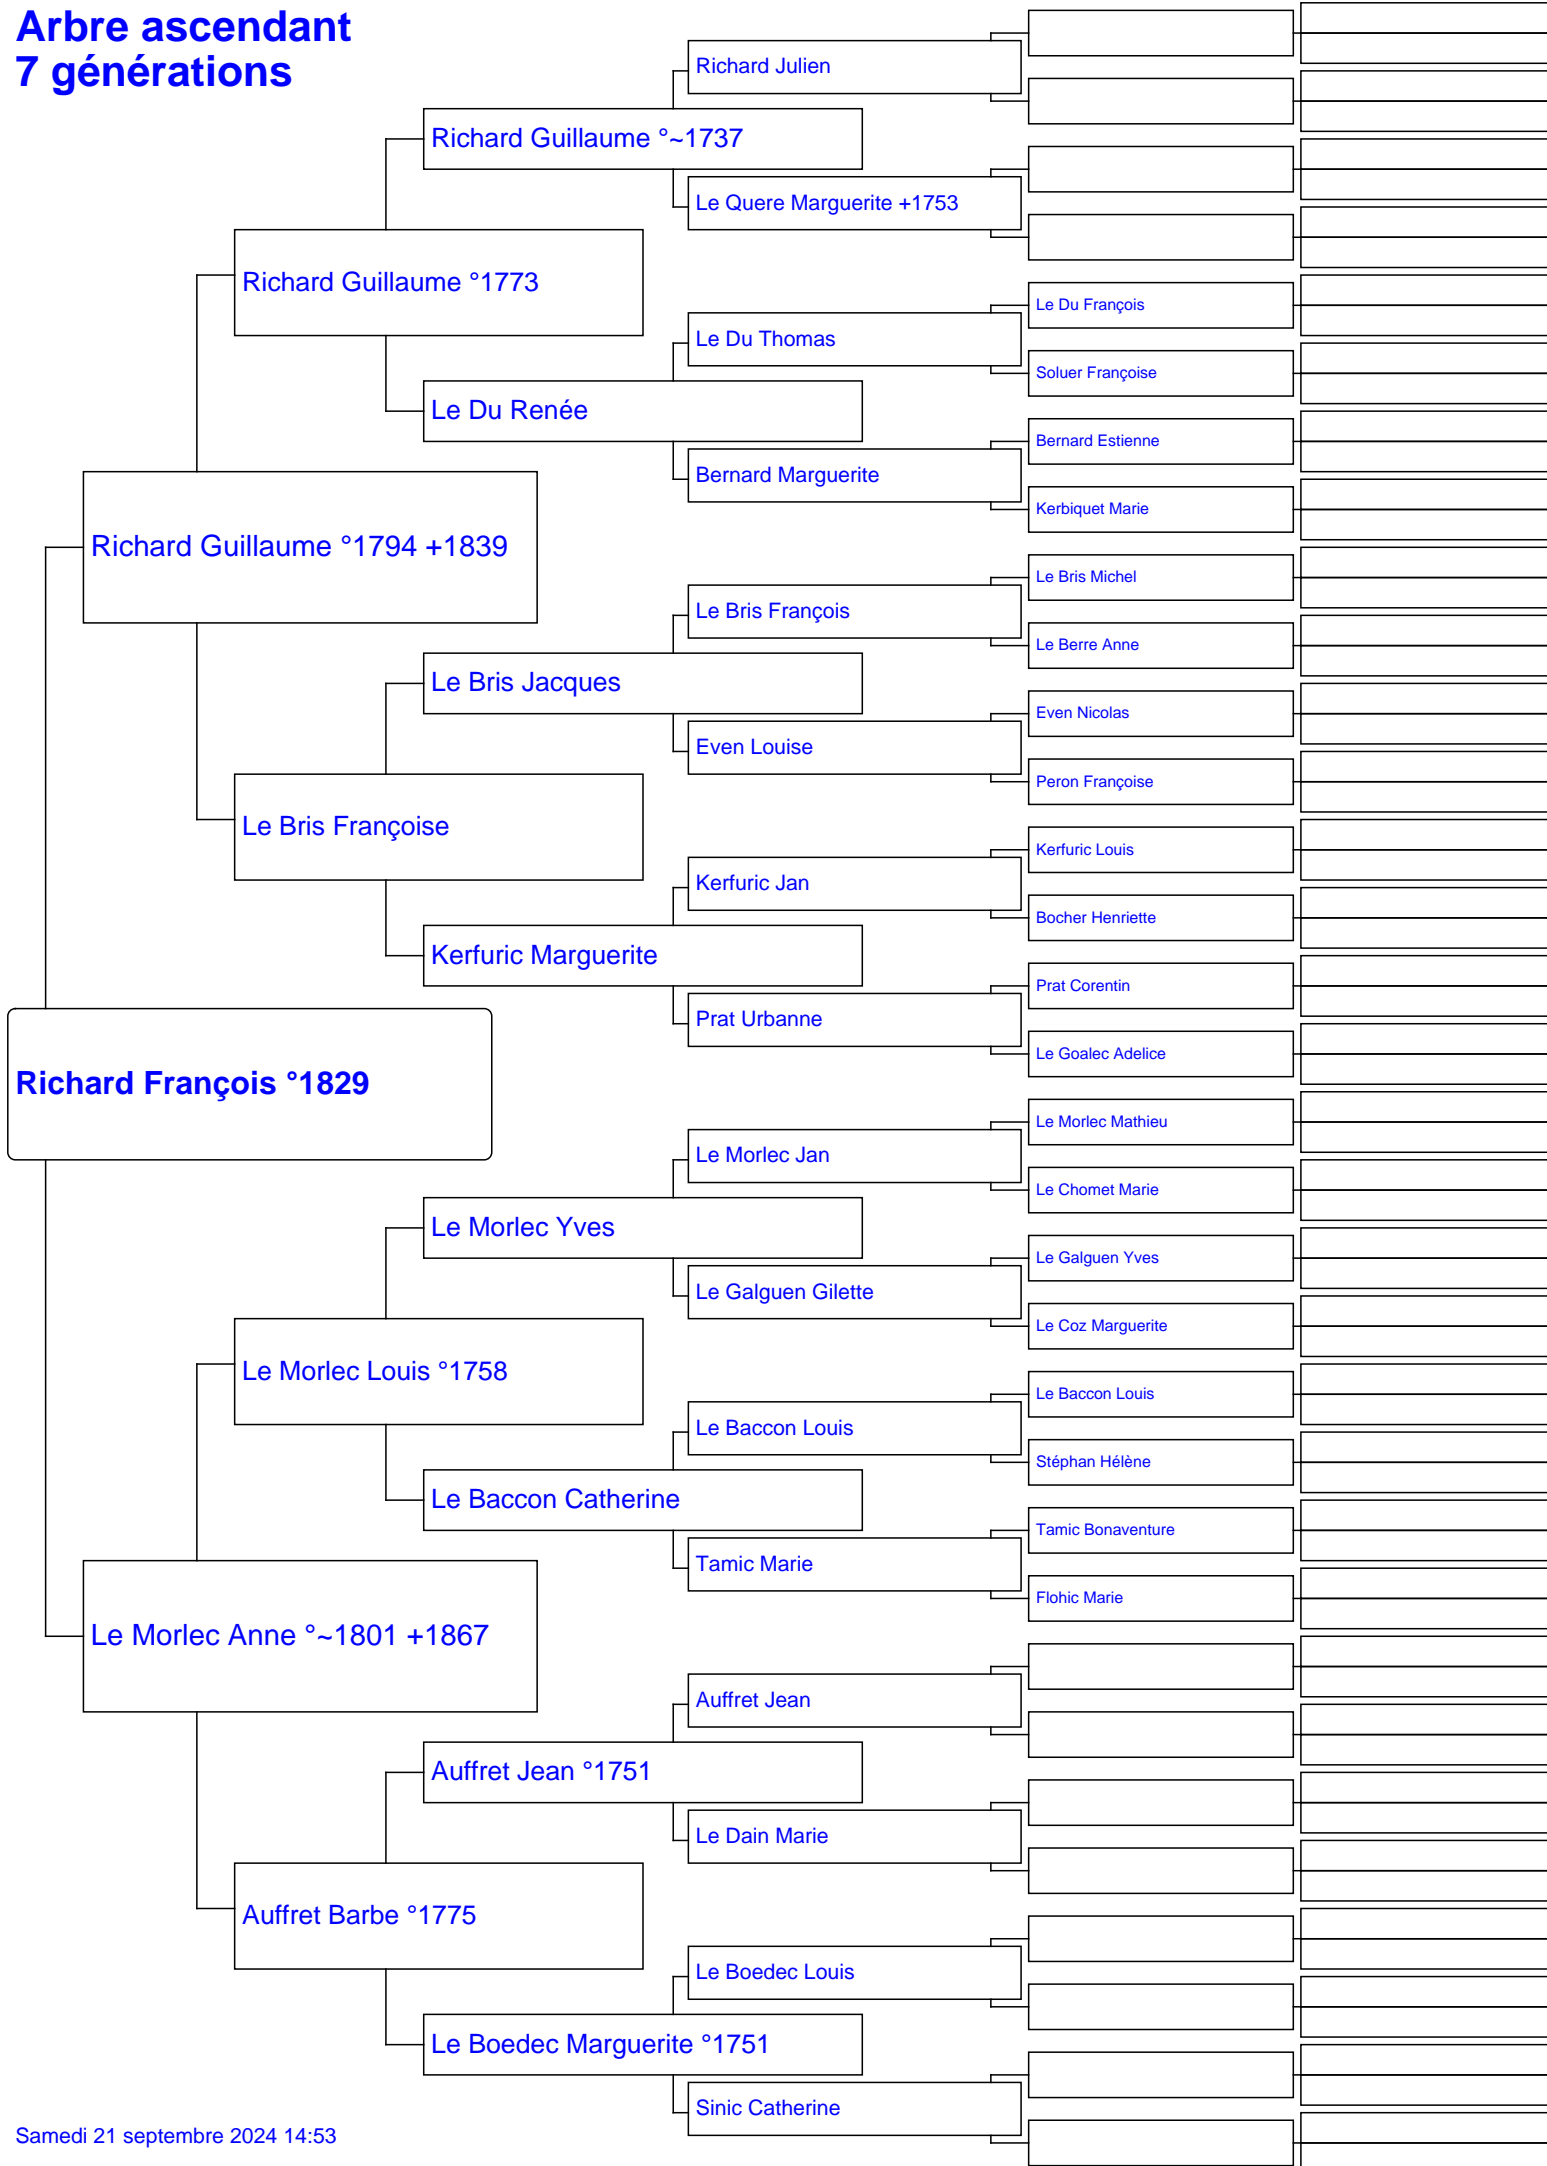 Arbre ascendant
7 générations
Richard Julien
Richard Guillaume °~1737
Le Quere Marguerite +1753
Richard Guillaume °1773
Le Du François
Le Du Thomas
Soluer Françoise
Le Du Renée
Bernard Estienne
Bernard Marguerite
Kerbiquet Marie
Richard Guillaume °1794 +1839
Le Bris Michel
Le Bris François
Le Berre Anne
Le Bris Jacques
Even Nicolas
Even Louise
Peron Françoise
Le Bris Françoise
Kerfuric Louis
Kerfuric Jan
Bocher Henriette
Kerfuric Marguerite
Prat Corentin
Prat Urbanne
Le Goalec Adelice
Richard François °1829
Le Morlec Mathieu
Le Morlec Jan
Le Chomet Marie
Le Morlec Yves
Le Galguen Yves
Le Galguen Gilette
Le Coz Marguerite
Le Morlec Louis °1758
Le Baccon Louis
Le Baccon Louis
Stéphan Hélène
Le Baccon Catherine
Tamic Bonaventure
Tamic Marie
Flohic Marie
Le Morlec Anne °~1801 +1867
Auffret Jean
Auffret Jean °1751
Le Dain Marie
Auffret Barbe °1775
Le Boedec Louis
Le Boedec Marguerite °1751
Sinic Catherine
Samedi 21 septembre 2024 14:53